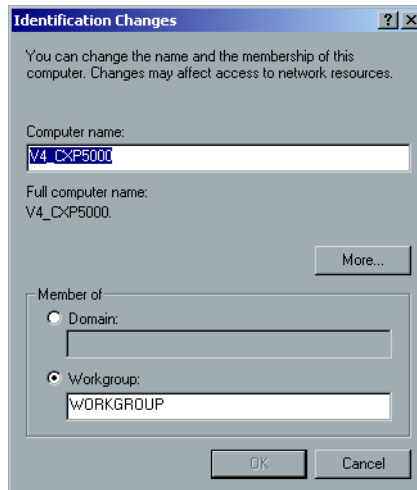 Identification Changes
You can change the name and the membership of this
computer. Changes may affect access to network resources.
Computer name:
V4_CXP5000
Full computer name:
V4_CXP5000.
More...
Member of
Domain:
Workgroup:
WORKGROUP
OK
Cancel